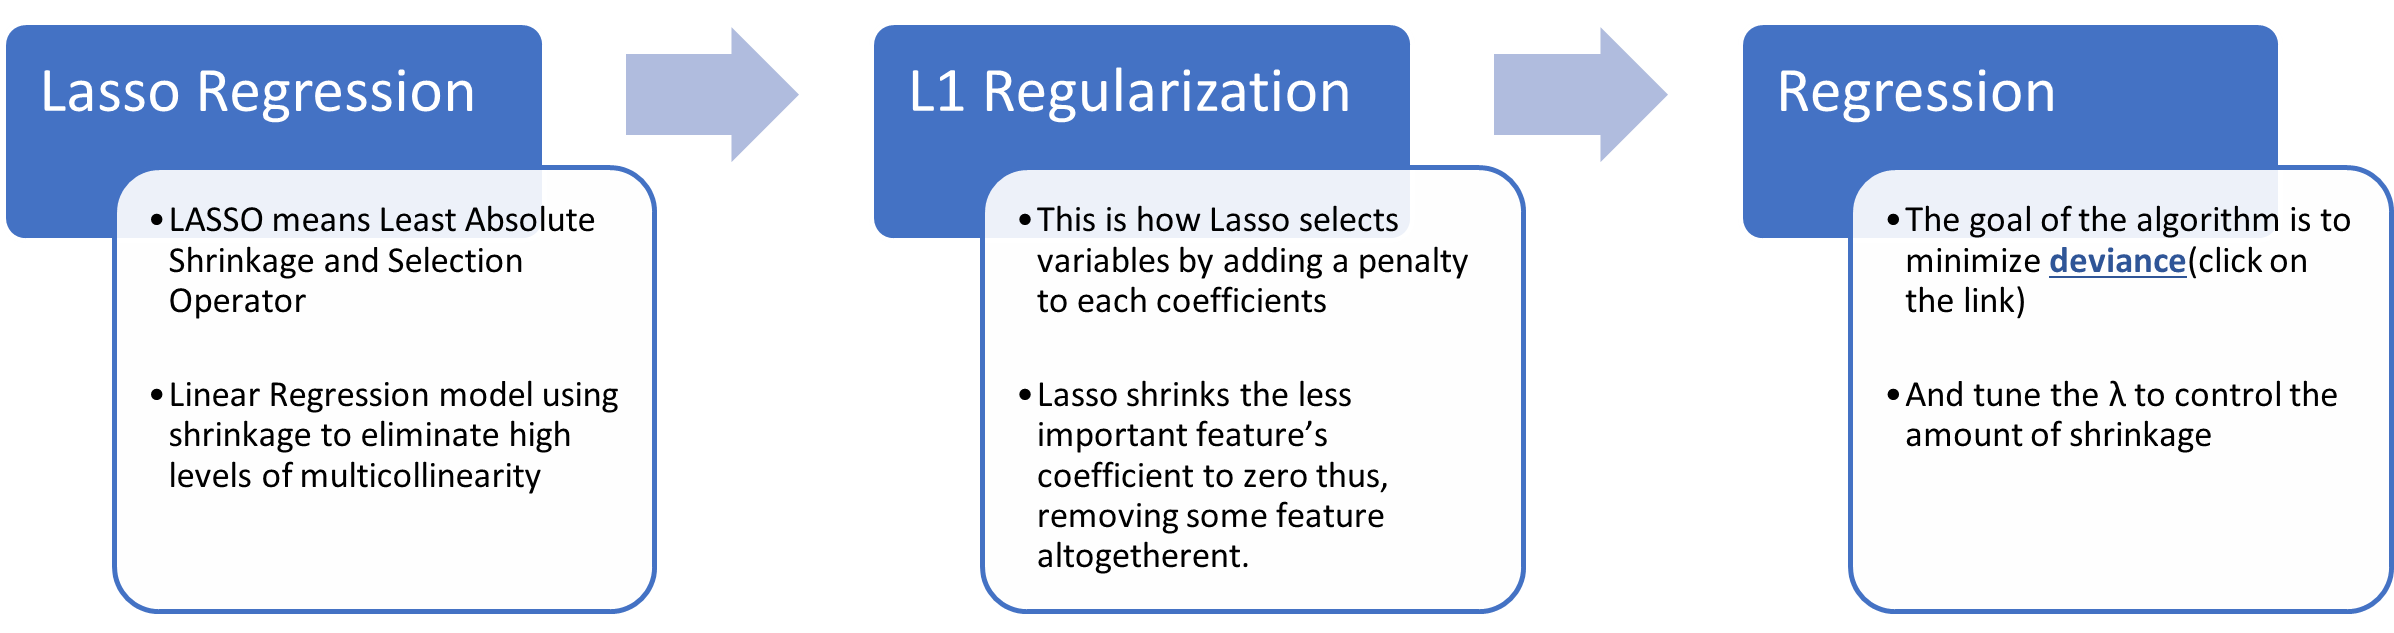 Lasso Regression
•LASSO means Least Absolute
Shrinkage and Selection
Operator
•Linear Regression model using
shrinkage to eliminate high
levels of multicollinearity
L1 Regularization
•This is how Lasso selects
variables by adding a penalty
to each coefficients
•Lasso shrinks the less
important feature’s
coefficient to zero thus,
removing some feature
altogetherent.
Regression
•The goal of the algorithm is to
minimize deviance(click on
the link)
•And tune the λ to control the
amount of shrinkage